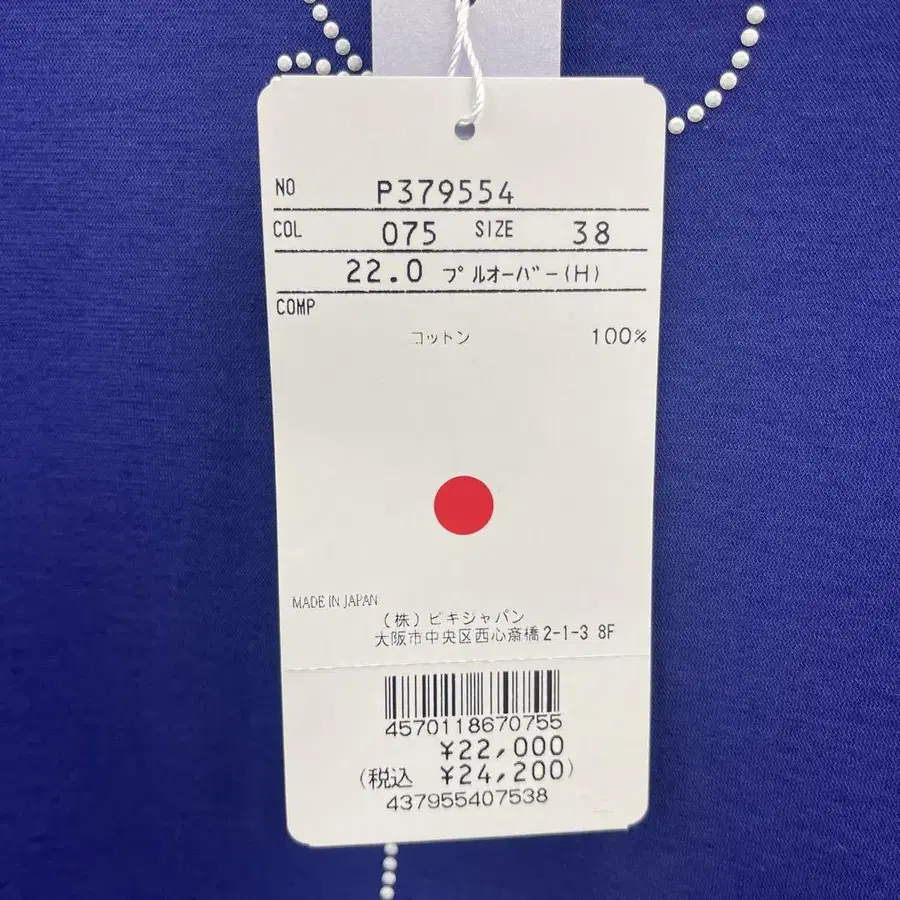 NO P379554
COL 075 SIZE 38
22.0 プルオーバー(H)
COMP
コットン 100%
MADE IN JAPAN
(株)ビキジャパン
大阪市中央区西心斎橋2-1-3 8F
4570118670755
¥22,000
(税込 ¥24,200)
437955407538